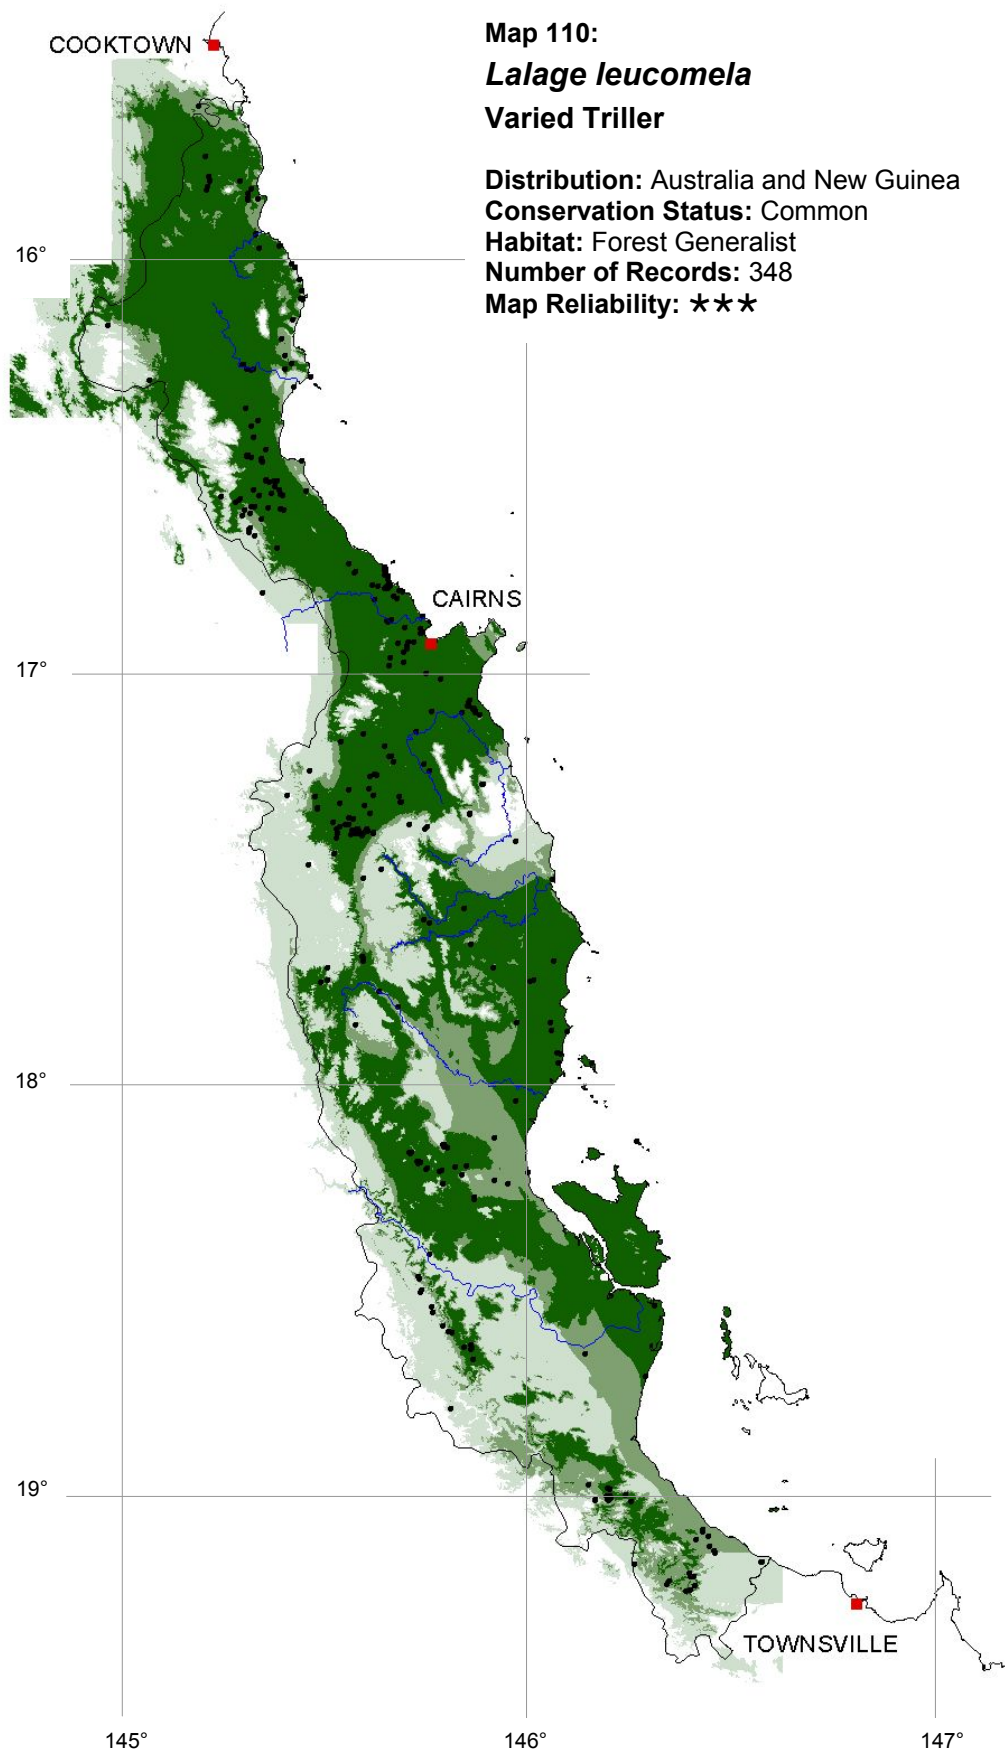 Map 110:
Lalage leucomela
Varied Triller
Distribution: Australia and New Guinea
Conservation Status: Common
Habitat: Forest Generalist
Number of Records: 348
Map Reliability: ★★★
COOKTOWN
16°
CAIRNS
17°
18°
19°
TOWNSVILLE
145°
146°
147°